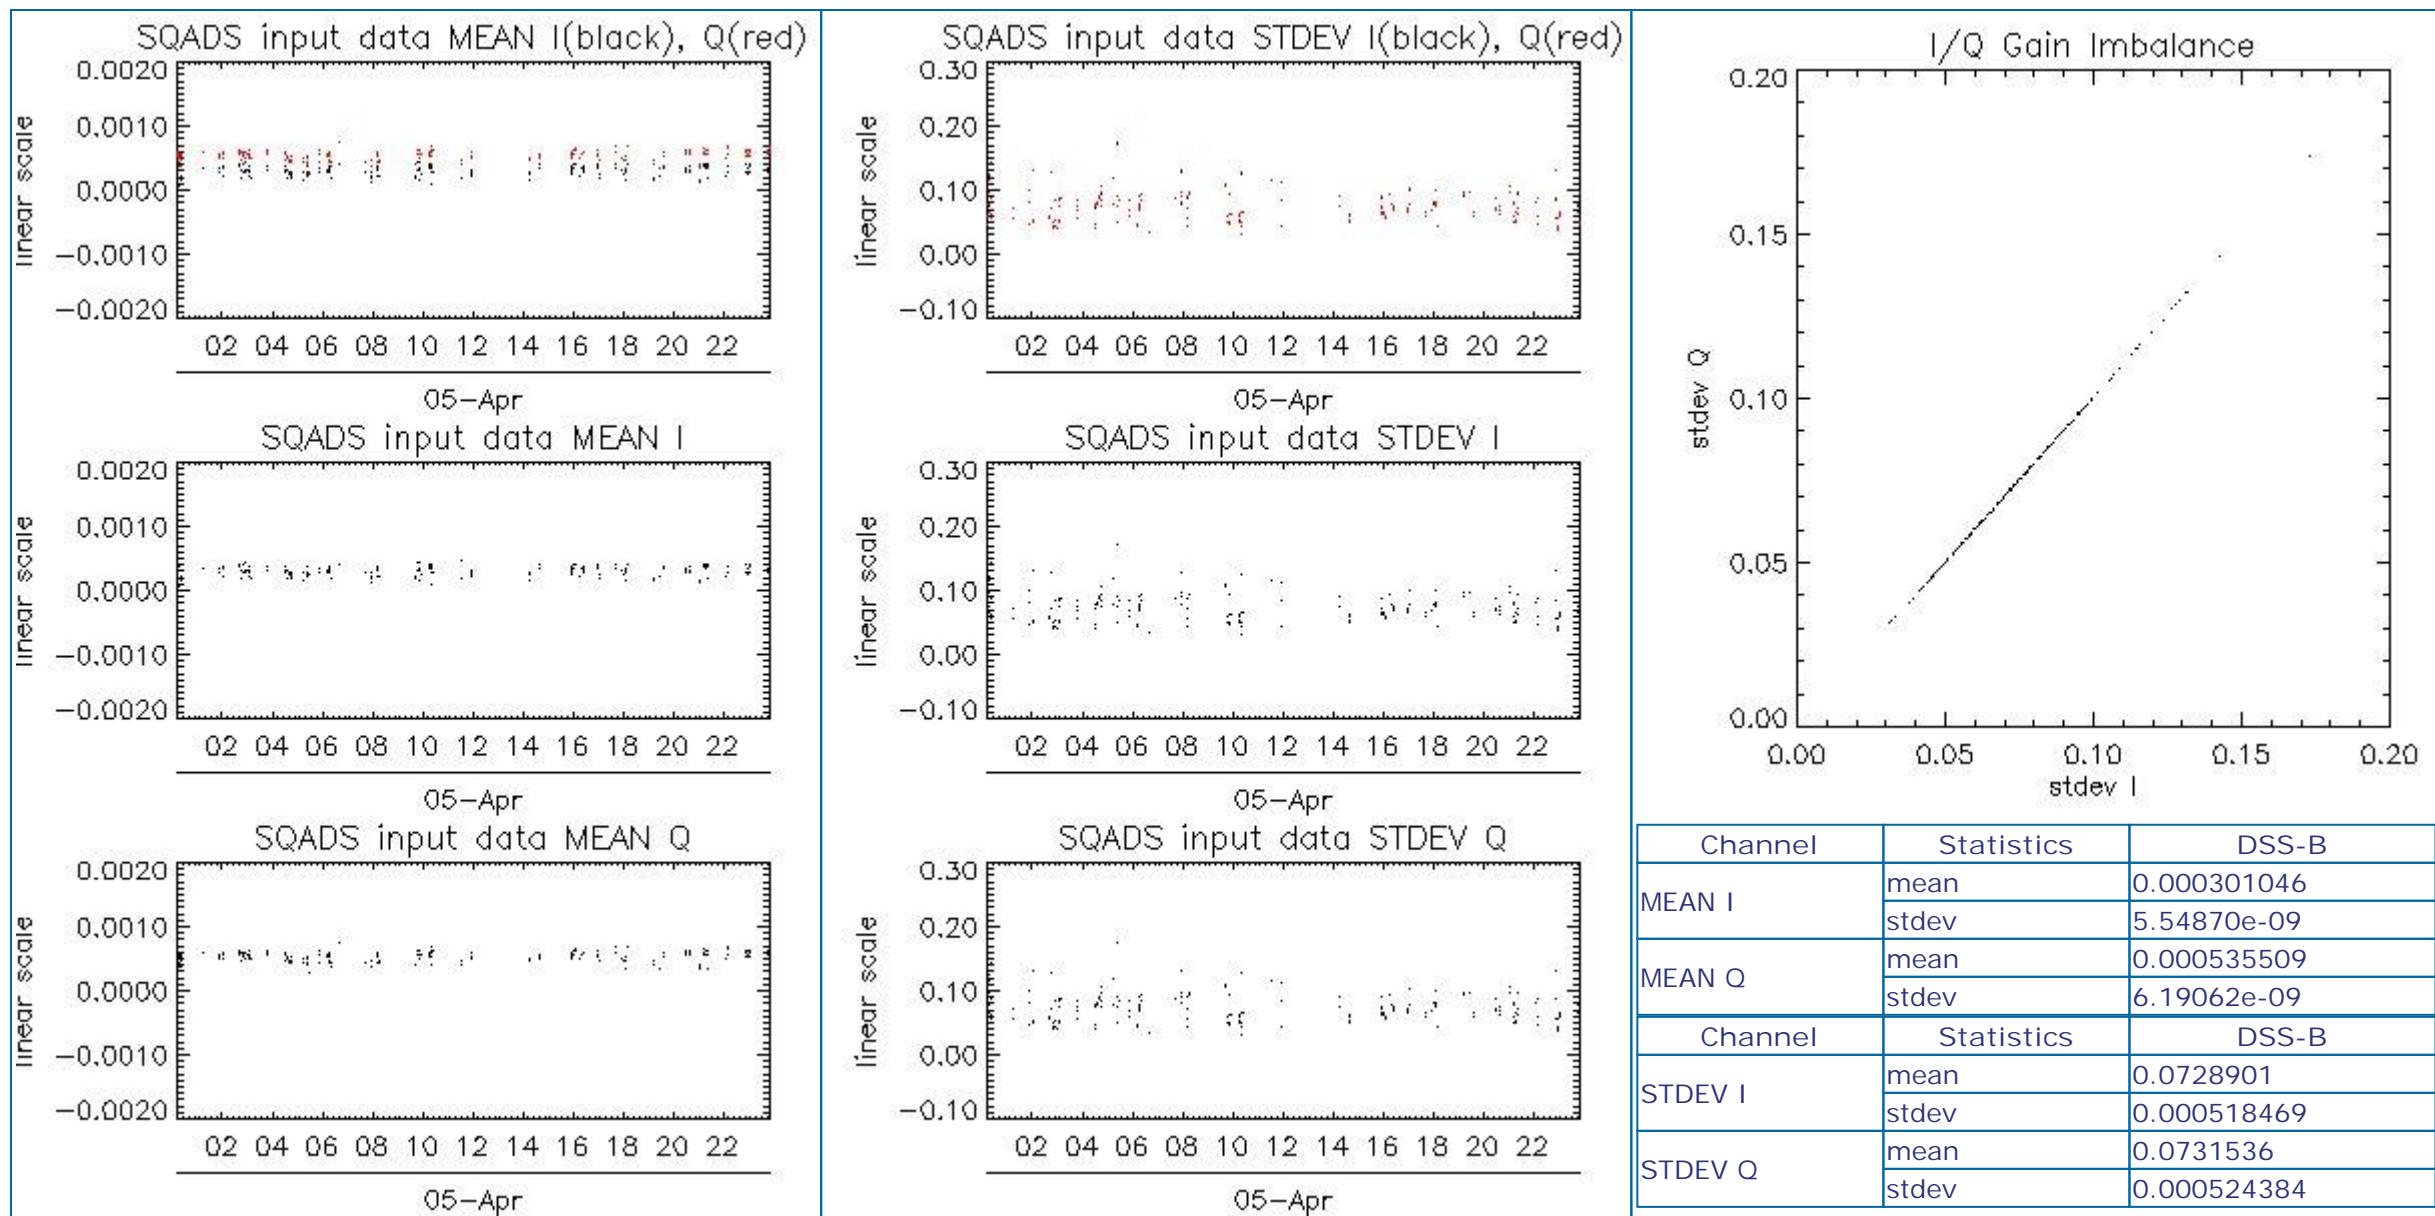 SQADS input data MEAN I(black), Q(red)
0.0020
0.0010
0.0000
−0.0010
−0.0020
linear scale
02 04 06 08 10 12 14 16 18 20 22
05−Apr
SQADS input data MEAN I
0.0020
0.0010
0.0000
−0.0010
−0.0020
linear scale
02 04 06 08 10 12 14 16 18 20 22
05−Apr
SQADS input data MEAN Q
0.0020
0.0010
0.0000
−0.0010
−0.0020
linear scale
02 04 06 08 10 12 14 16 18 20 22
05−Apr
SQADS input data STDEV I(black), Q(red)
0.30
0.20
0.10
0.00
−0.10
linear scale
02 04 06 08 10 12 14 16 18 20 22
05−Apr
SQADS input data STDEV I
0.30
0.20
0.10
0.00
−0.10
linear scale
02 04 06 08 10 12 14 16 18 20 22
05−Apr
SQADS input data STDEV Q
0.30
0.20
0.10
0.00
−0.10
linear scale
02 04 06 08 10 12 14 16 18 20 22
05−Apr
I/Q Gain Imbalance
0.20
0.15
0.10
0.05
0.00
stdev Q
0.00 0.05 0.10 0.15 0.20
stdev I
Channel Statistics DSS-B
MEAN I mean 0.000301046
stdev 5.54870e-09
MEAN Q mean 0.000535509
stdev 6.19062e-09
Channel Statistics DSS-B
STDEV I mean 0.0728901
stdev 0.000518469
STDEV Q mean 0.0731536
stdev 0.000524384